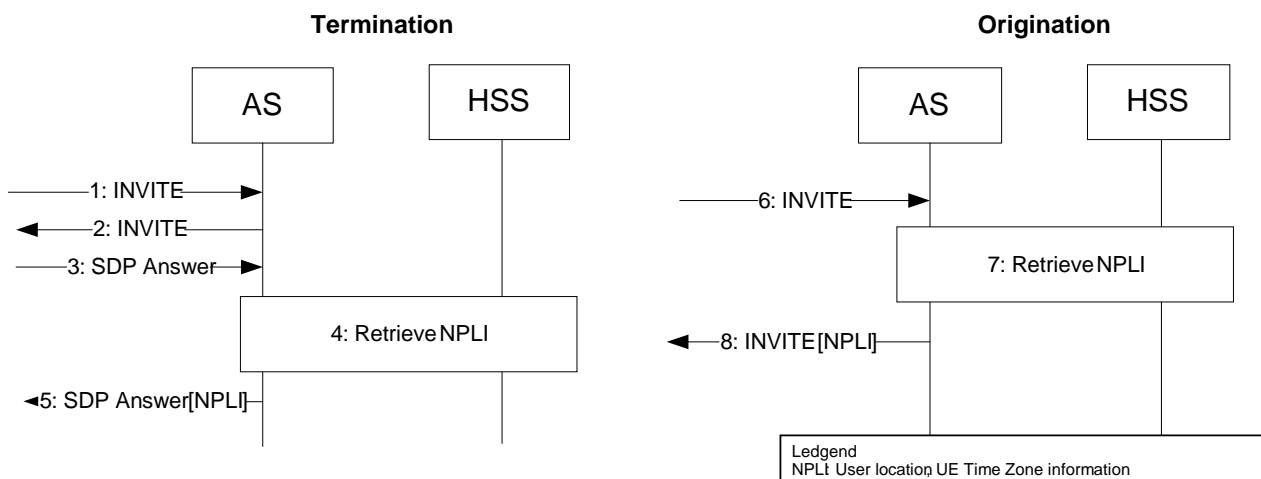 Termination
AS
HSS
1: INVITE
2: INVITE
3: SDP Answer
4: Retrieve NPLI
5: SDP Answer[NPLI]
Origination
AS
HSS
6: INVITE
7: Retrieve NPLI
8: INVITE[NPLI]
Ledgend
NPLI: User location, UE Time Zone information